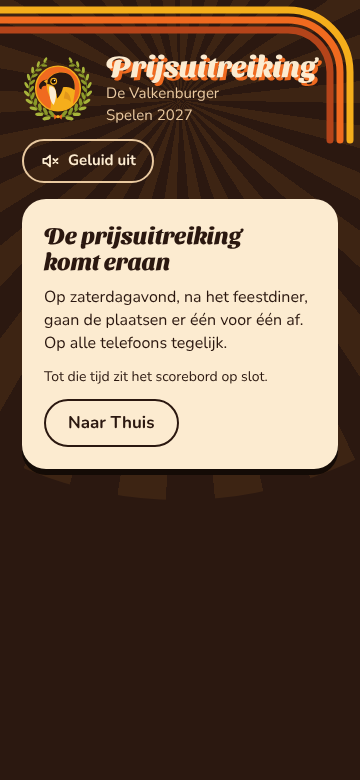 Prijsuitreiking
De Valkenburger
Spelen 2027
Geluid uit
De prijsuitreiking
komt eraan
Op zaterdagavond, na het feestdiner,
gaan de plaatsen er één voor één af.
Op alle telefoons tegelijk.
Tot die tijd zit het scorebord op slot.
Naar Thuis